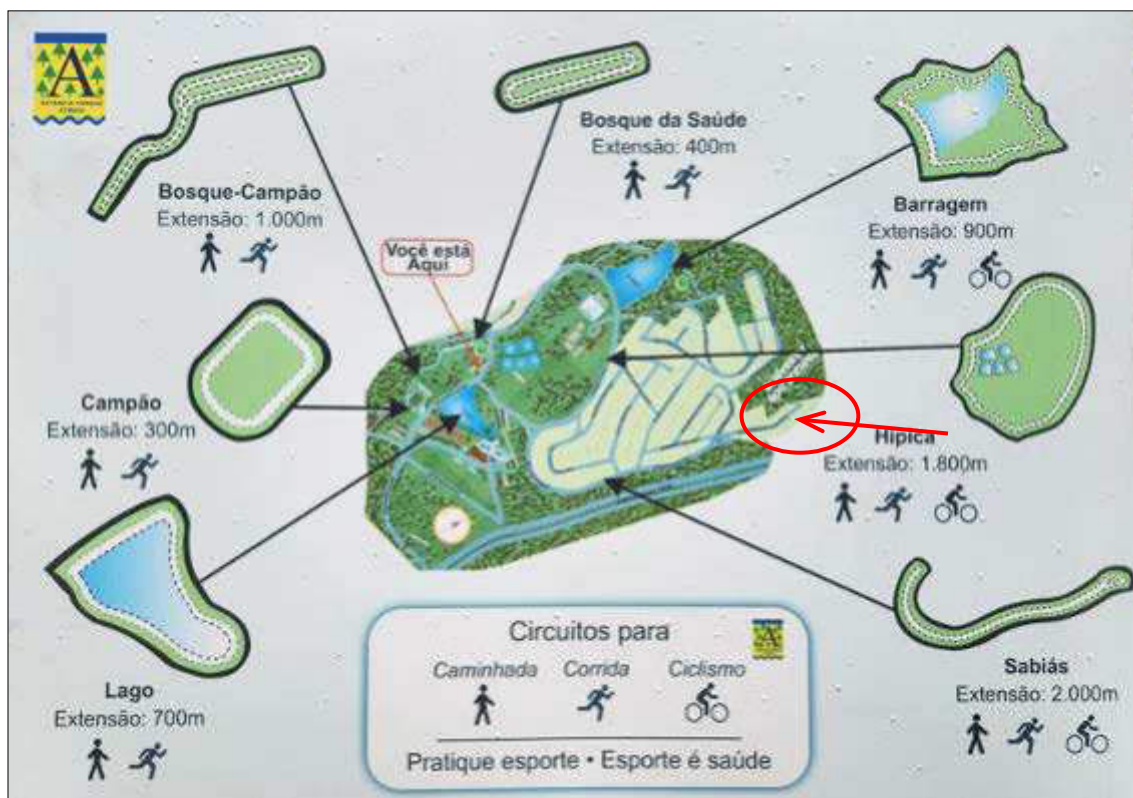 A
Bosque-Campão
Extensão: 1.000m
Bosque da Saúde
Extensão: 400m
Barragem
Extensão: 900m
Você está
Aqui
Campão
Extensão: 300m
Hípica
Extensão: 1.800m
Lago
Extensão: 700m
Sabiás
Extensão: 2.000m
Circuitos para
A
Caminhada Corrida Ciclismo
Pratique esporte • Esporte é saúde